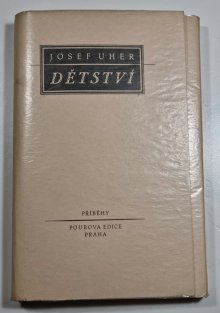 JOSEF UHER
DĚTSTVÍ
PŘÍBĚHY
POUROVA EDICE
PRAHA